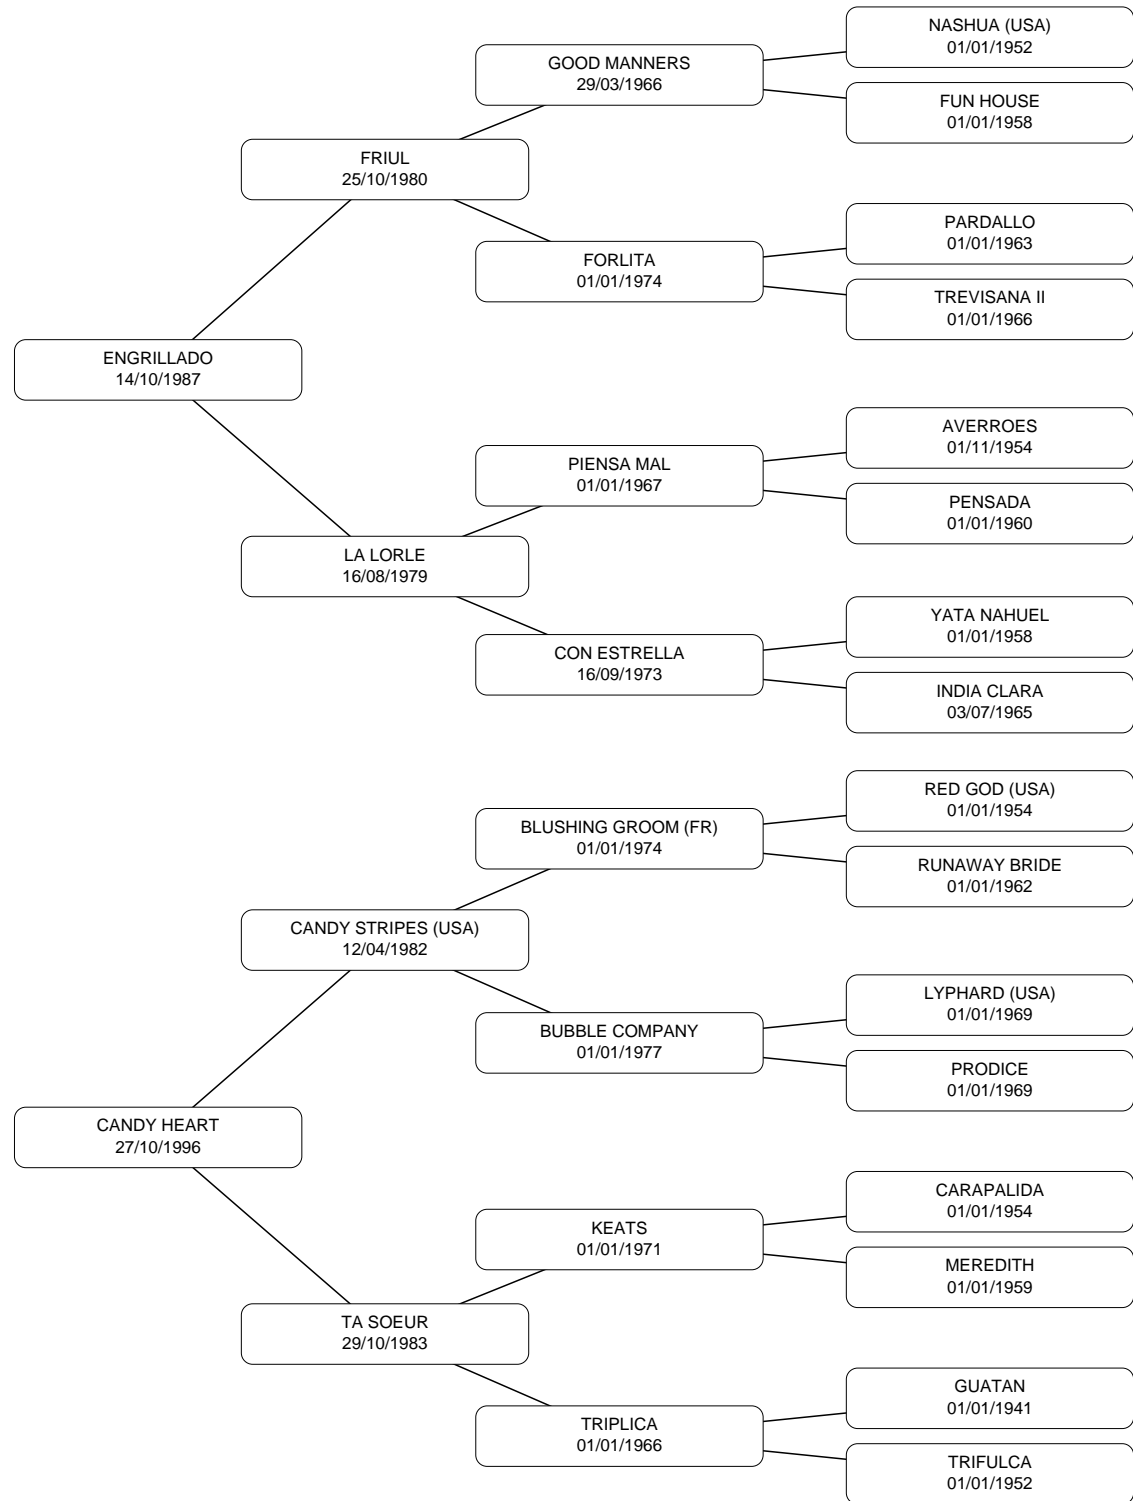 NASHUA (USA)
01/01/1952
GOOD MANNERS
29/03/1966
FUN HOUSE
01/01/1958
FRIUL
25/10/1980
PARDALLO
01/01/1963
FORLITA
01/01/1974
TREVISANA II
01/01/1966
ENGRILLADO
14/10/1987
AVERROES
01/11/1954
PIENSA MAL
01/01/1967
PENSADA
01/01/1960
LA LORLE
16/08/1979
YATA NAHUEL
01/01/1958
CON ESTRELLA
16/09/1973
INDIA CLARA
03/07/1965
RED GOD (USA)
01/01/1954
BLUSHING GROOM (FR)
01/01/1974
RUNAWAY BRIDE
01/01/1962
CANDY STRIPES (USA)
12/04/1982
LYPHARD (USA)
01/01/1969
BUBBLE COMPANY
01/01/1977
PRODICE
01/01/1969
CANDY HEART
27/10/1996
CARAPALIDA
01/01/1954
KEATS
01/01/1971
MEREDITH
01/01/1959
TA SOEUR
29/10/1983
GUATAN
01/01/1941
TRIPLICA
01/01/1966
TRIFULCA
01/01/1952